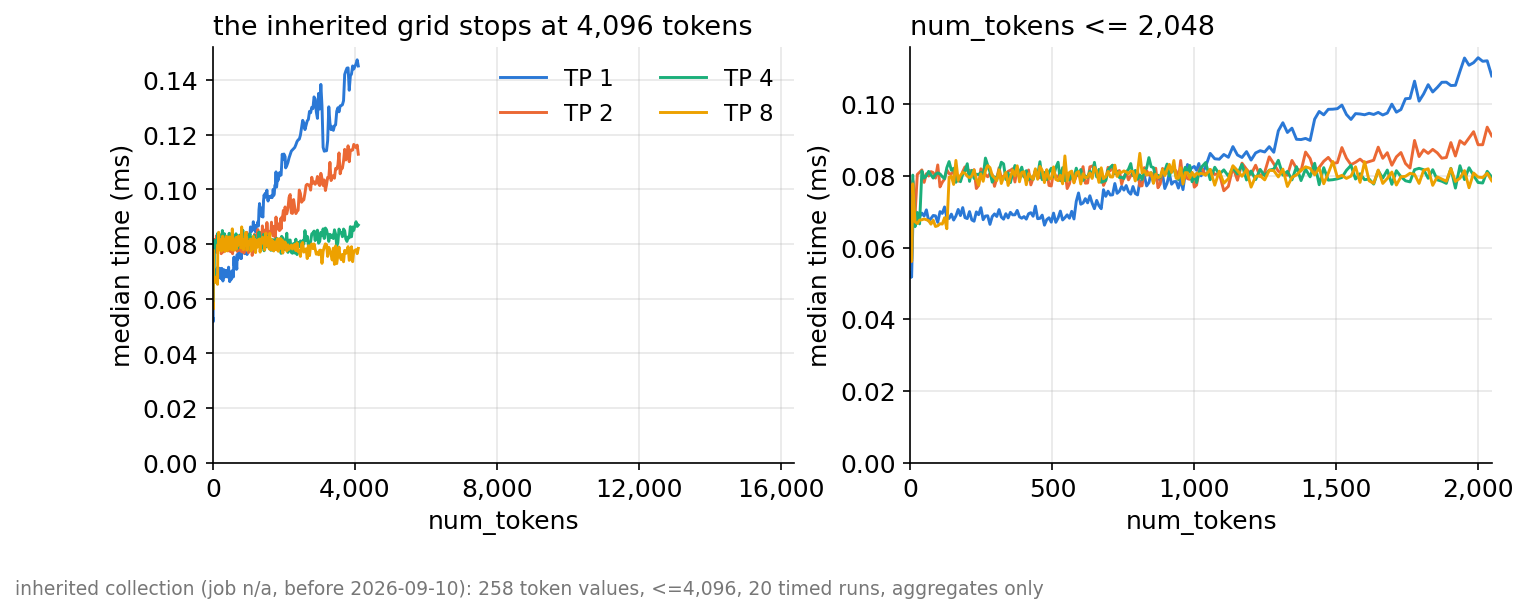 the inherited grid stops at 4,096 tokens
median time (ms)
0.14
0.12
0.10
0.08
0.06
0.04
0.02
0.00
TP 1
TP 2
TP 4
TP 8
0
4,000
8,000
12,000
16,000
num_tokens
num_tokens <= 2,048
median time (ms)
0.10
0.08
0.06
0.04
0.02
0.00
0
500
1,000
1,500
2,000
num_tokens
inherited collection (job n/a, before 2026-09-10): 258 token values, <=4,096, 20 timed runs, aggregates only